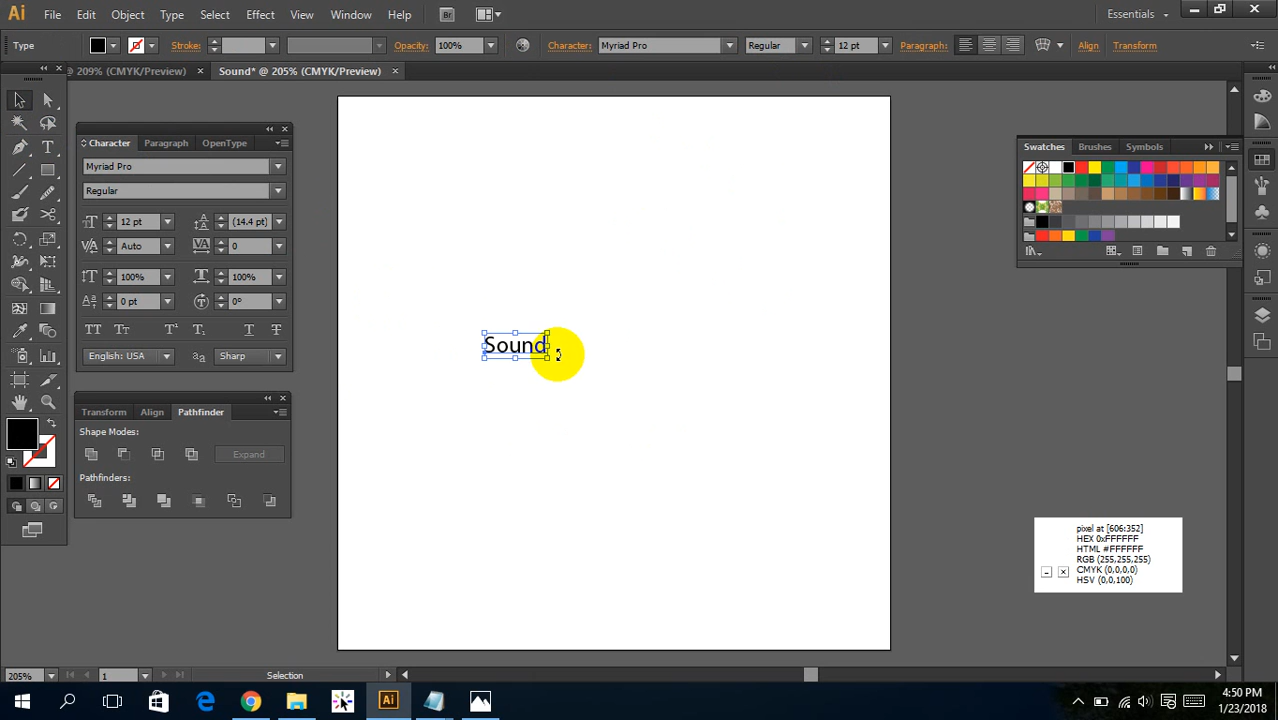 Ai File Edit Object Type Select Effect View Window Help Br Essentials
Type Stroke: Opacity: 100% Character: Myriad Pro Regular 12 pt Paragraph: Align Transform
@ 209% (CMYK/Preview) × Sound* @ 205% (CMYK/Preview) ×
Character Paragraph OpenType
Myriad Pro
Regular
12 pt (14.4 pt)
Auto 0
100% 100%
0 pt 0°
English: USA Sharp
Transform Align Pathfinder
Shape Modes:
Expand
Pathfinders:
Sound
Swatches Brushes Symbols
pixel at [606:352]
HEX 0xFFFFFF
HTML #FFFFFF
RGB (255,255,255)
CMYK (0,0,0,0)
HSV (0,0,100)
205% 1 Selection
Ai 4:50 PM
1/23/2018